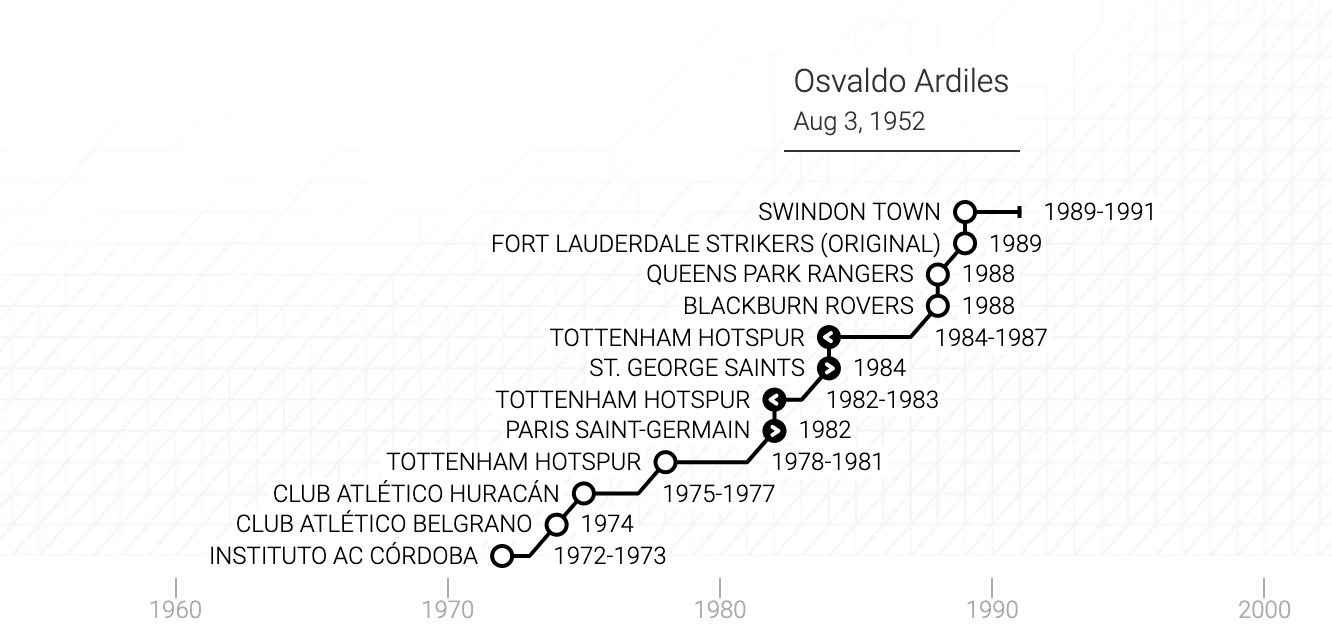 Osvaldo Ardiles
Aug 3, 1952
SWINDON TOWN 1989-1991
FORT LAUDERDALE STRIKERS (ORIGINAL) 1989
QUEENS PARK RANGERS 1988
BLACKBURN ROVERS 1988
TOTTENHAM HOTSPUR 1984-1987
ST. GEORGE SAINTS 1984
TOTTENHAM HOTSPUR 1982-1983
PARIS SAINT-GERMAIN 1982
TOTTENHAM HOTSPUR 1978-1981
CLUB ATLÉTICO HURACÁN 1975-1977
CLUB ATLÉTICO BELGRANO 1974
INSTITUTO AC CÓRDOBA 1972-1973
1960 1970 1980 1990 2000